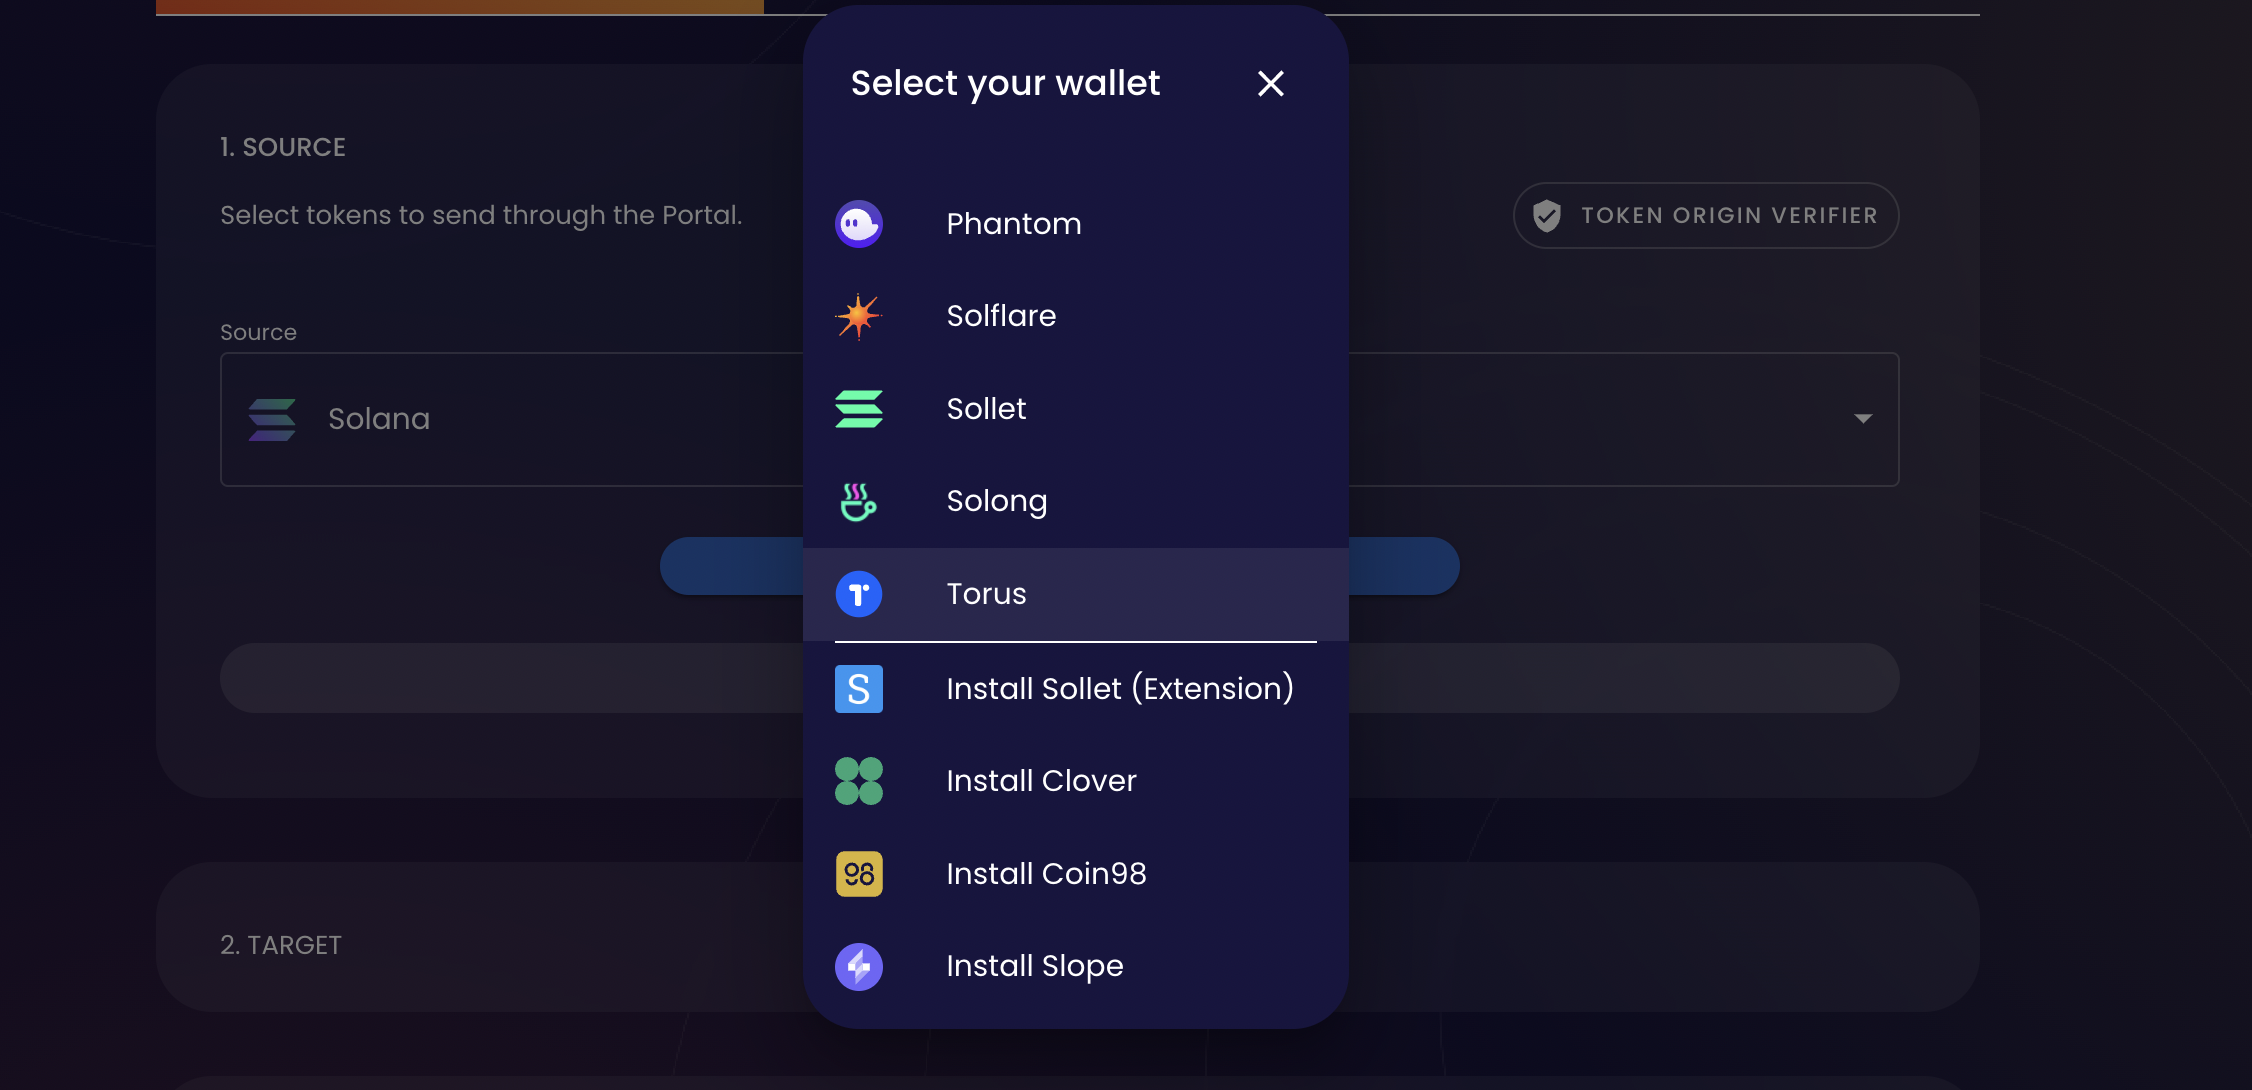 Select your wallet
1. SOURCE
Select tokens to send through the Portal.
TOKEN ORIGIN VERIFIER
Source
Solana
Phantom
Solflare
Sollet
Solong
Torus
S
Install Sollet (Extension)
Install Clover
98
Install Coin98
Install Slope
2. TARGET